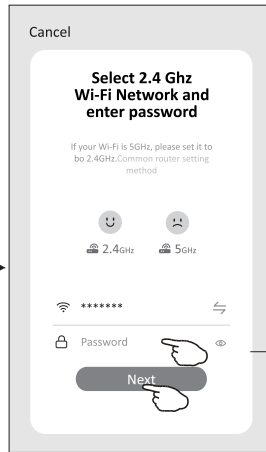 Cancel
Select 2.4 Ghz
Wi-Fi Network and
enter password
If your Wi-Fi is 5GHz, please set it to
bo 2.4GHz.Common router setting
method
2.4GHz 5GHz
*******
Password
Next